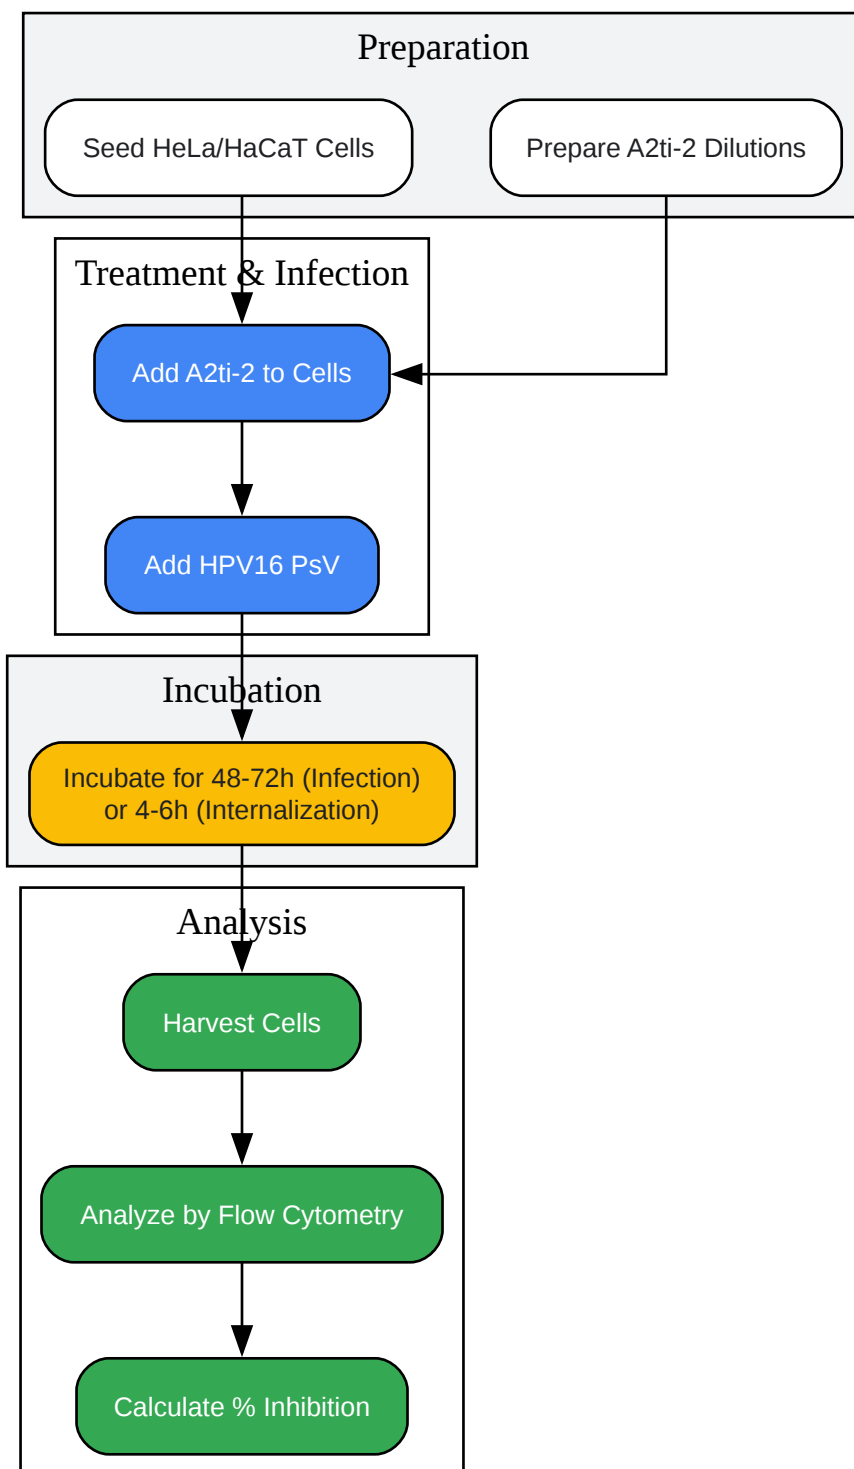 Preparation
Seed HeLa/HaCaT Cells
Prepare A2ti-2 Dilutions
Treatment & Infection
Add A2ti-2 to Cells
Add HPV16 PsV
Incubation
Incubate for 48-72h (Infection)
or 4-6h (Internalization)
Analysis
Harvest Cells
Analyze by Flow Cytometry
Calculate % Inhibition